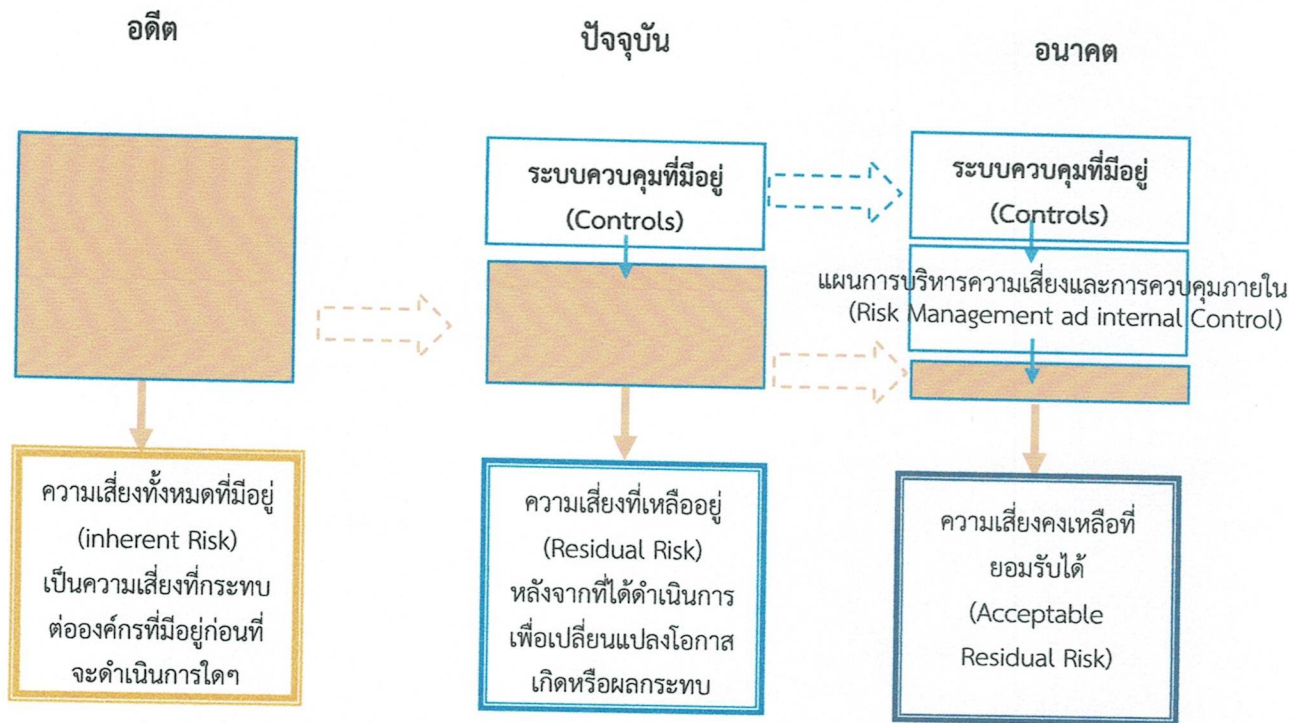 อดีต
ปัจจุบัน
อนาคต
ระบบควบคุมที่มีอยู่
(Controls)
ระบบควบคุมที่มีอยู่
(Controls)
แผนการบริหารความเสี่ยงและการควบคุมภายใน
(Risk Management ad internal Control)
ความเสี่ยงทั้งหมดที่มีอยู่
(inherent Risk)
เป็นความเสี่ยงที่กระทบ
ต่อองค์กรที่มีอยู่ก่อนที่
จะดำเนินการใดๆ
ความเสี่ยงที่เหลืออยู่
(Residual Risk)
หลังจากที่ได้ดำเนินการ
เพื่อเปลี่ยนแปลงโอกาส
เกิดหรือผลกระทบ
ความเสี่ยงคงเหลือที่
ยอมรับได้
(Acceptable
Residual Risk)